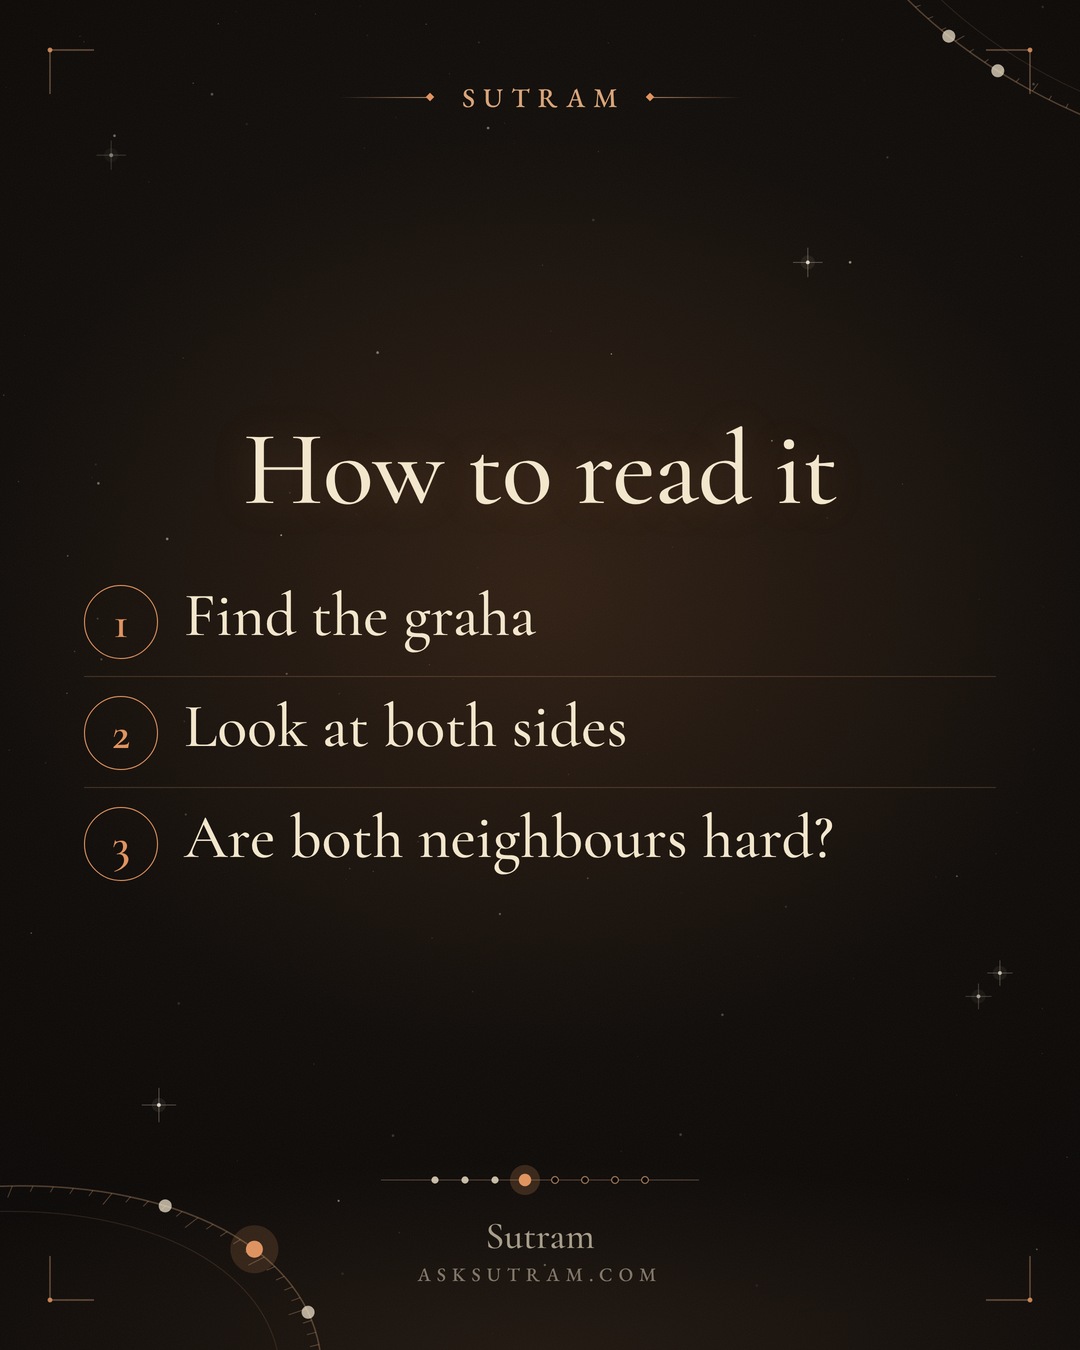 SUTRAM
How to read it
1 Find the graha
2 Look at both sides
3 Are both neighbours hard?
Sutram
ASKSUTRAM.COM